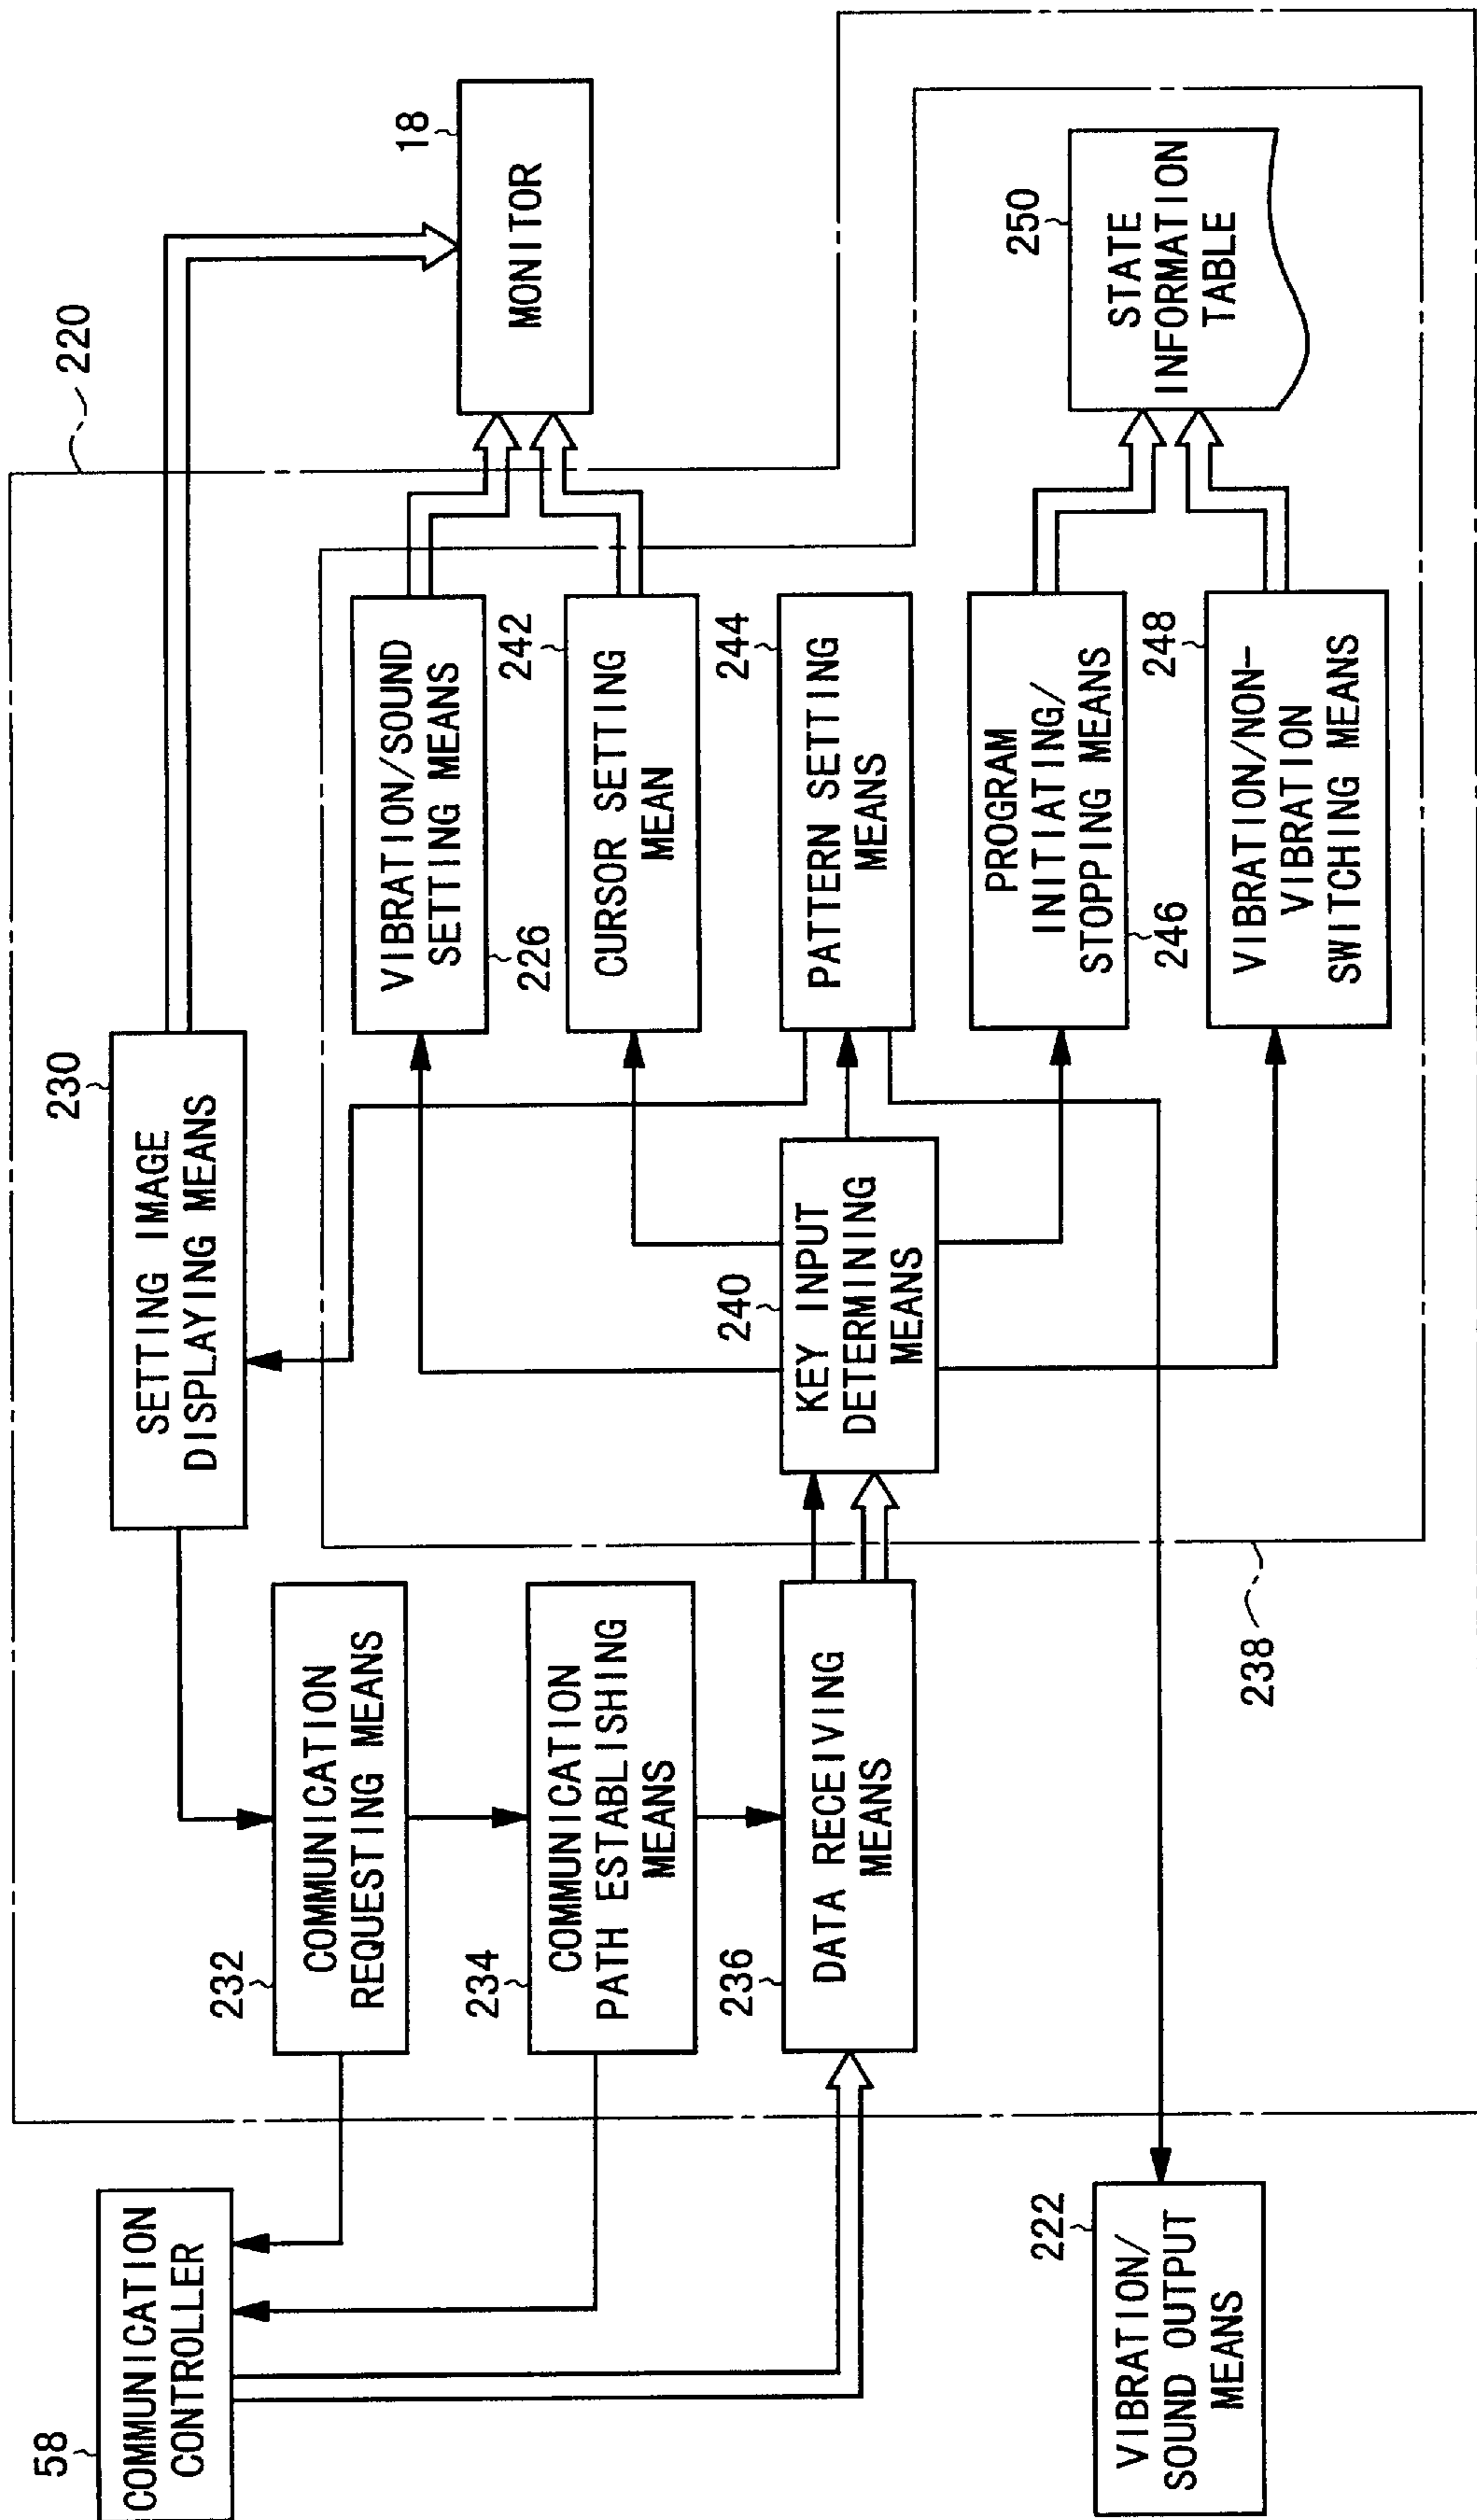 220
230
SETTING IMAGE
DISPLAYING MEANS
18
MONITOR
58
COMMUNICATION
CONTROLLER
232
COMMUNICATION
REQUESTING MEANS
VIBRATION/SOUND
SETTING MEANS
226
234
COMMUNICATION
PATH ESTABLISHING
MEANS
242
CURSOR SETTING
MEAN
236
DATA RECEIVING
MEANS
240
KEY INPUT
DETERMINING
MEANS
244
PATTERN SETTING
MEANS
PROGRAM
INITIATING/
STOPPING MEANS
246
250
STATE
INFORMATION
TABLE
222
VIBRATION/
SOUND OUTPUT
MEANS
248
VIBRATION/NON-
VIBRATION
SWITCHING MEANS
238